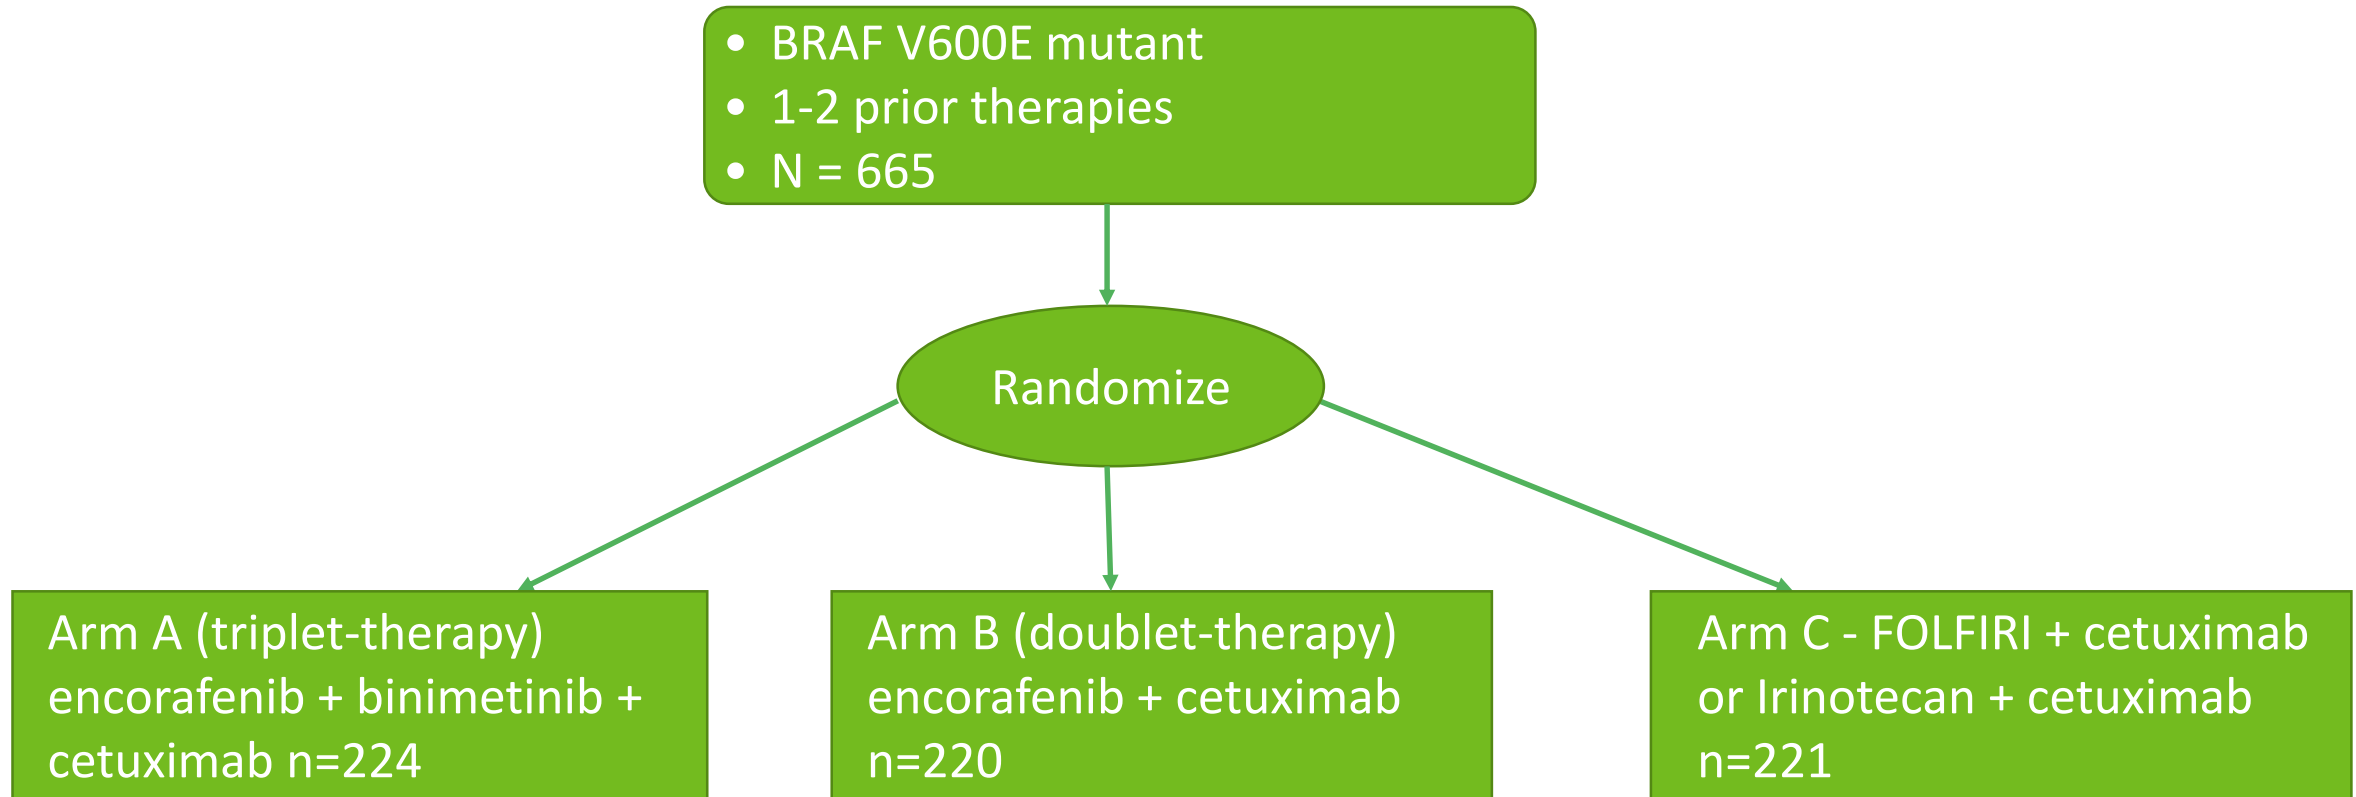 • BRAF V600E mutant
• 1-2 prior therapies
• N = 665
Randomize
Arm A (triplet-therapy)
encorafenib + binimetinib +
cetuximab n=224
Arm B (doublet-therapy)
encorafenib + cetuximab
n=220
Arm C - FOLFIRI + cetuximab
or Irinotecan + cetuximab
n=221